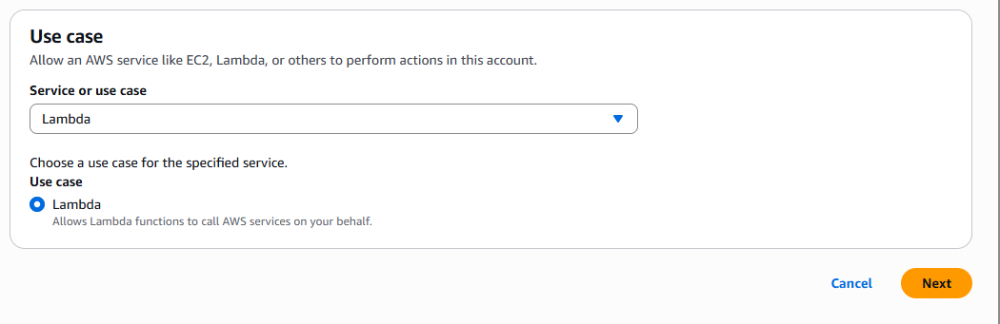 Use case
Allow an AWS service like EC2, Lambda, or others to perform actions in this account.
Service or use case
Lambda
Choose a use case for the specified service.
Use case
Lambda
Allows Lambda functions to call AWS services on your behalf.
Cancel
Next